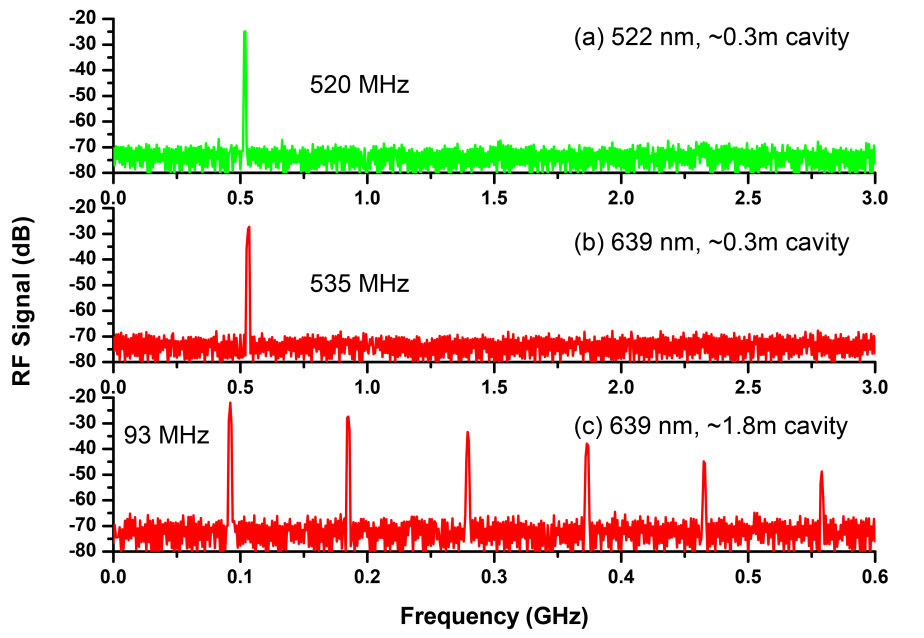 -20
-30
-40
-50
-60
-70
-80
(a) 522 nm, ~0.3m cavity
520 MHz
0.0 0.5 1.0 1.5 2.0 2.5 3.0
-20
-30
-40
-50
-60
-70
-80
(b) 639 nm, ~0.3m cavity
535 MHz
0.0 0.5 1.0 1.5 2.0 2.5 3.0
-20
-30
-40
-50
-60
-70
-80
(c) 639 nm, ~1.8m cavity
93 MHz
0.0 0.1 0.2 0.3 0.4 0.5 0.6
RF Signal (dB)
Frequency (GHz)